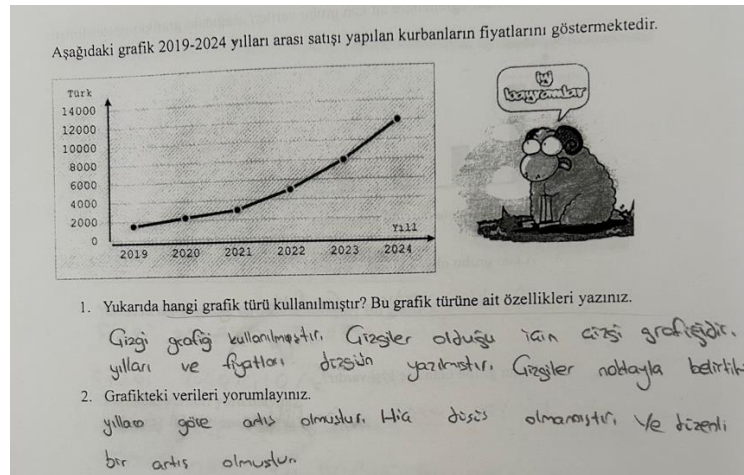 Aşağıdaki grafik 2019-2024 yılları arası satışı yapılan kurbanların fiyatlarını göstermektedir.
Türk
14000
12000
10000
8000
6000
4000
2000
0
Yıll
2019 2020 2021 2022 2023 2024
İyi
bayramlar
1. Yukarıda hangi grafik türü kullanılmıştır? Bu grafik türüne ait özellikleri yazınız.
Çizgi grafiği kullanılmıştır. Çizgiler olduğu için çizgi grafiğidir.
yılları ve fiyatları düzgün yazılmıştır. Çizgiler noktayla belirtik
2. Grafikteki verileri yorumlayınız.
yıllara göre artış olmuştur. Hiç düşüş olmamıştır. Ve düzenli
bir artış olmuştur.